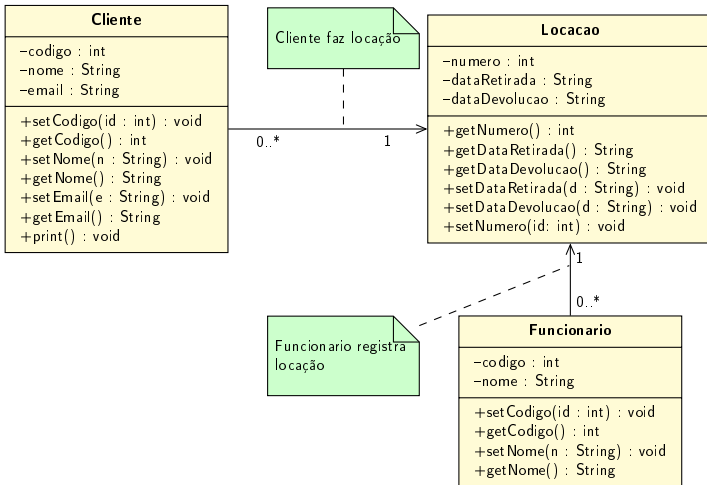 Cliente
–codigo : int
–nome : String
–email : String
+setCodigo(id : int) : void
+getCodigo() : int
+setNome(n : String) : void
+getNome() : String
+setEmail(e : String) : void
+getEmail() : String
+print() : void
Cliente faz locação
0..*
1
Locacao
–numero : int
–dataRetirada : String
–dataDevolucao : String
+getNumero() : int
+getDataRetirada() : String
+getDataDevolucao() : String
+setDataRetirada(d : String) : void
+setDataDevolucao(d : String) : void
+setNumero(id: int) : void
1
0..*
Funcionario registra
locação
Funcionario
–codigo : int
–nome : String
+setCodigo(id : int) : void
+getCodigo() : int
+setNome(n : String) : void
+getNome() : String